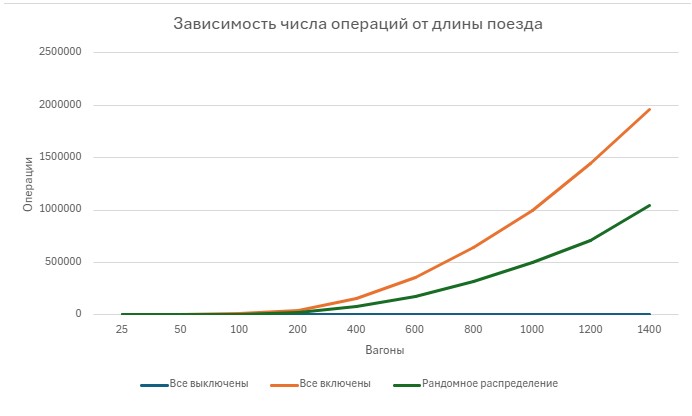 Зависимость числа операций от длины поезда
2500000
2000000
1500000
1000000
500000
0
Операции
25 50 100 200 400 600 800 1000 1200 1400
Вагоны
Все выключены Все включены Рандомное распределение